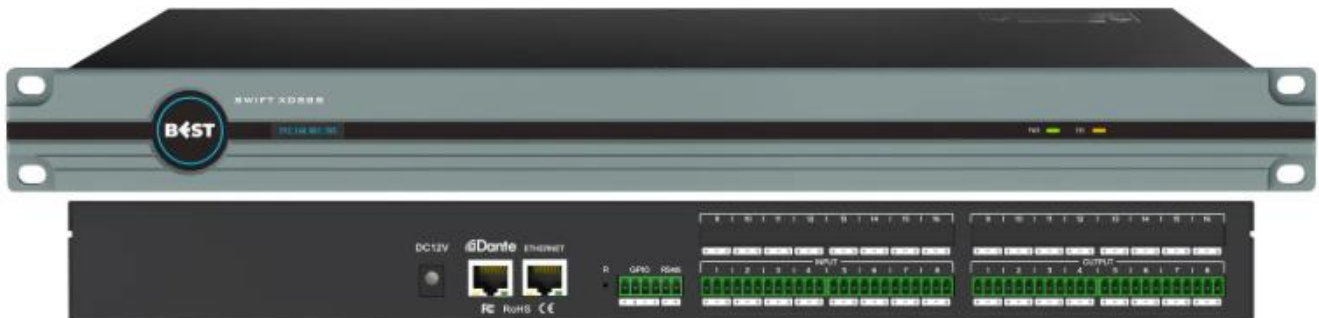 SWIFT XD888
BEST
PWR
DC12V
Dante
ETHERNET
9 10 11 12 13 14 15 16
9 10 11 12 13 14 15 16
R
GPIO
RS485
INPUT
1 2 3 4 5 6 7 8
OUTPUT
1 2 3 4 5 6 7 8
FC RoHS CE